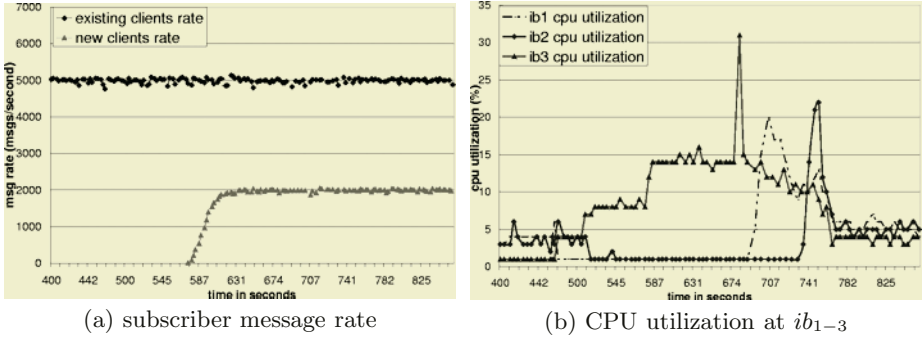 existing clients rate
new clients rate
msg rate (msgs/second)
7000
6000
5000
4000
3000
2000
1000
0
400 442 500 545 587 631 674 707 741 782 825
time in seconds
(a) subscriber message rate
ib1 cpu utilization
ib2 cpu utilization
ib3 cpu utilization
cpu utilization (%)
35
30
25
20
15
10
5
0
400 442 500 545 587 631 674 707 741 782 825
time in seconds
(b) CPU utilization at ib1−3